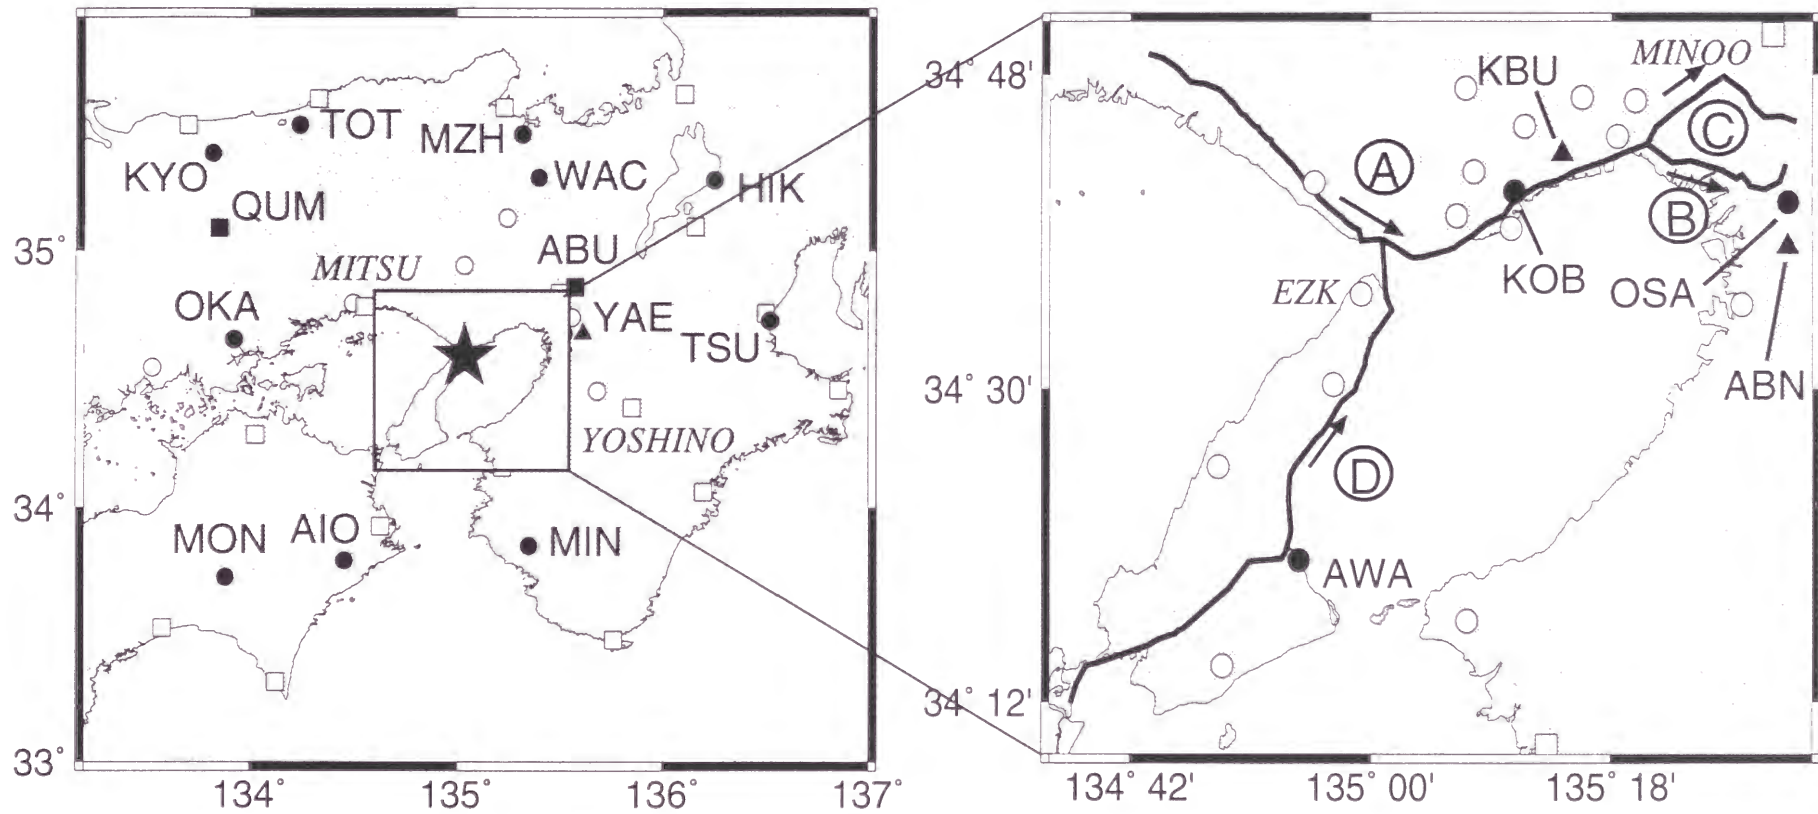 TOT
MZH
KYO
WAC
HIK
QUM
35°
MITSU
ABU
OKA
YAE
TSU
YOSHINO
34°
MON
AIO
MIN
33°
134°
135°
136°
137°
34° 48'
KBU
MINOO
A
C
B
EZK
KOB
OSA
34° 30'
ABN
D
AWA
34° 12'
134° 42'
135° 00'
135° 18'